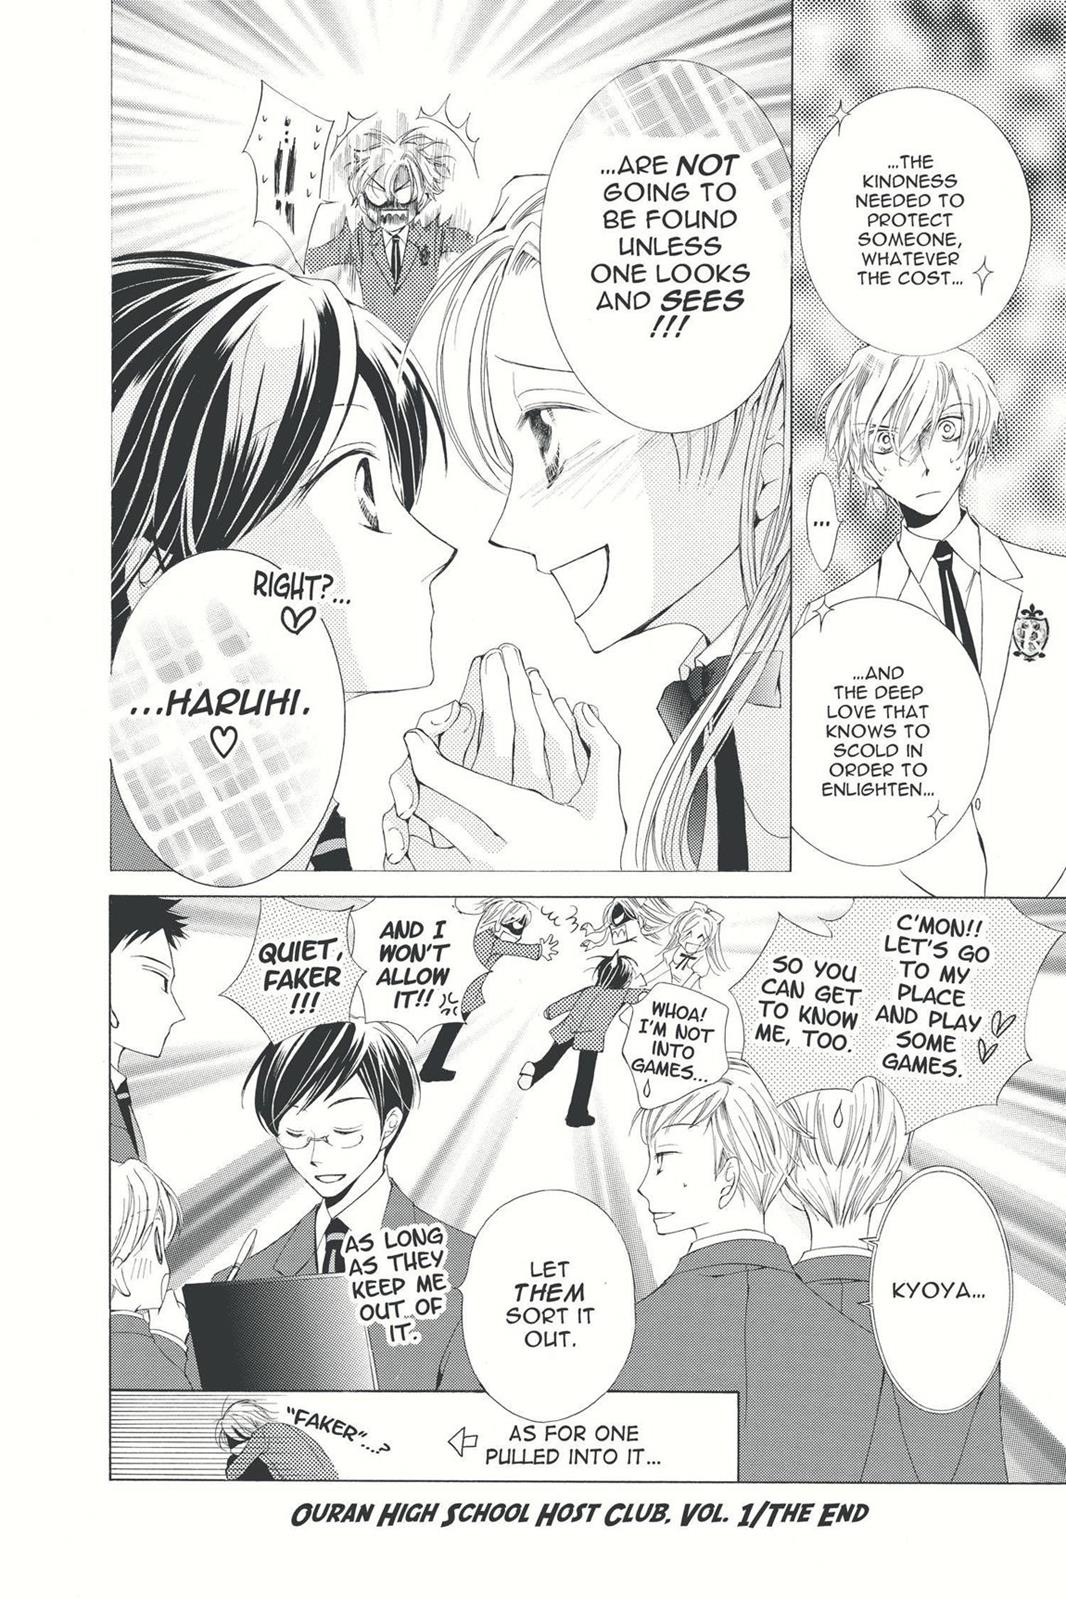 ...THE
KINDNESS
NEEDED TO
PROTECT
SOMEONE,
WHATEVER
THE COST...
...
...AND
THE DEEP
LOVE THAT
KNOWS TO
SCOLD IN
ORDER TO
ENLIGHTEN...
...ARE NOT
GOING TO
BE FOUND
UNLESS
ONE LOOKS
AND SEES
!!!
...!!
RIGHT?...
...HARUHI.
C'MON!!
LET'S GO
TO MY
PLACE
AND PLAY
SOME
GAMES.
SO YOU
CAN GET
TO KNOW
ME, TOO.
WHOA!
I'M NOT
INTO
GAMES...
AND I
WON'T
ALLOW
IT!!
QUIET,
FAKER
!!!
KYOYA...
LET
THEM
SORT IT
OUT.
AS LONG
AS THEY
KEEP ME
OUT OF
IT.
AS FOR ONE
PULLED INTO IT...
"FAKER"...?
OURAN HIGH SCHOOL HOST CLUB, VOL. 1/THE END